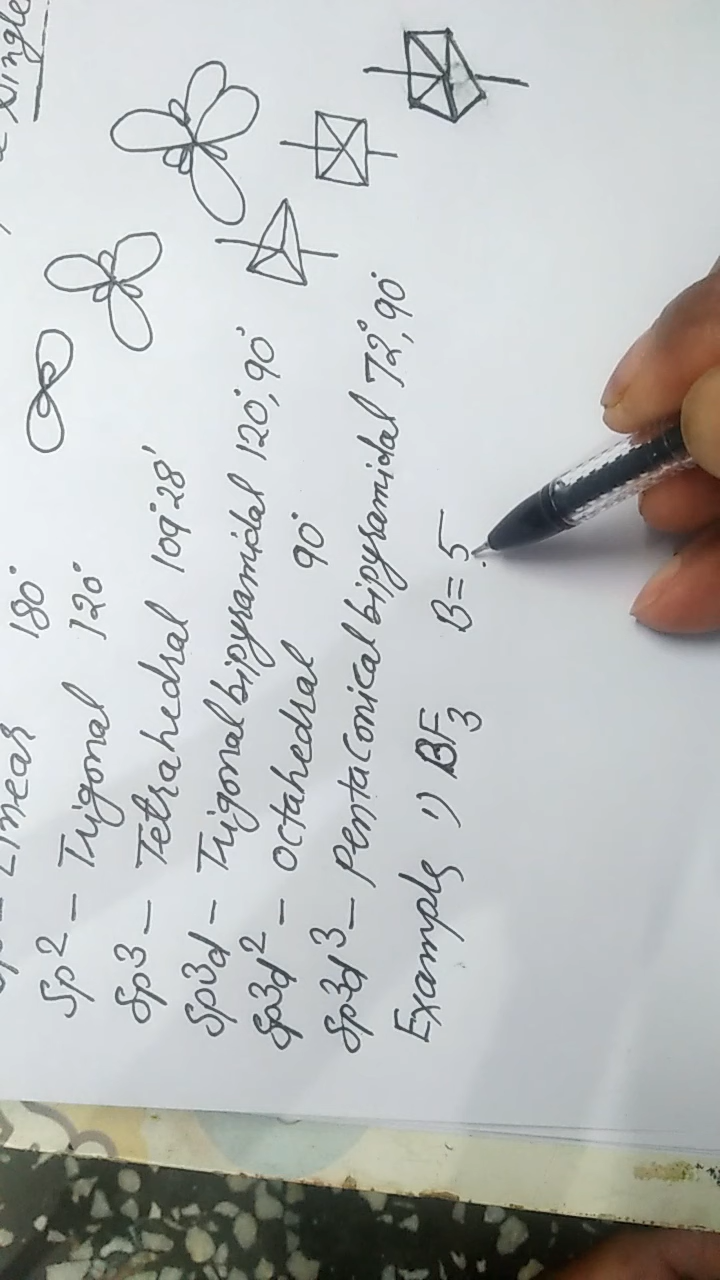 Single
Linear 180°
Sp2 – Trigonal 120°
Sp3 – Tetrahedral 109°28'
Sp3d – Trigonal bipyramidal 120°, 90°
Sp3d2 – octahedral 90°
Sp3d3 – Pentaconical bipyramidal 72°, 90°
Example 1) BF3 B = 5